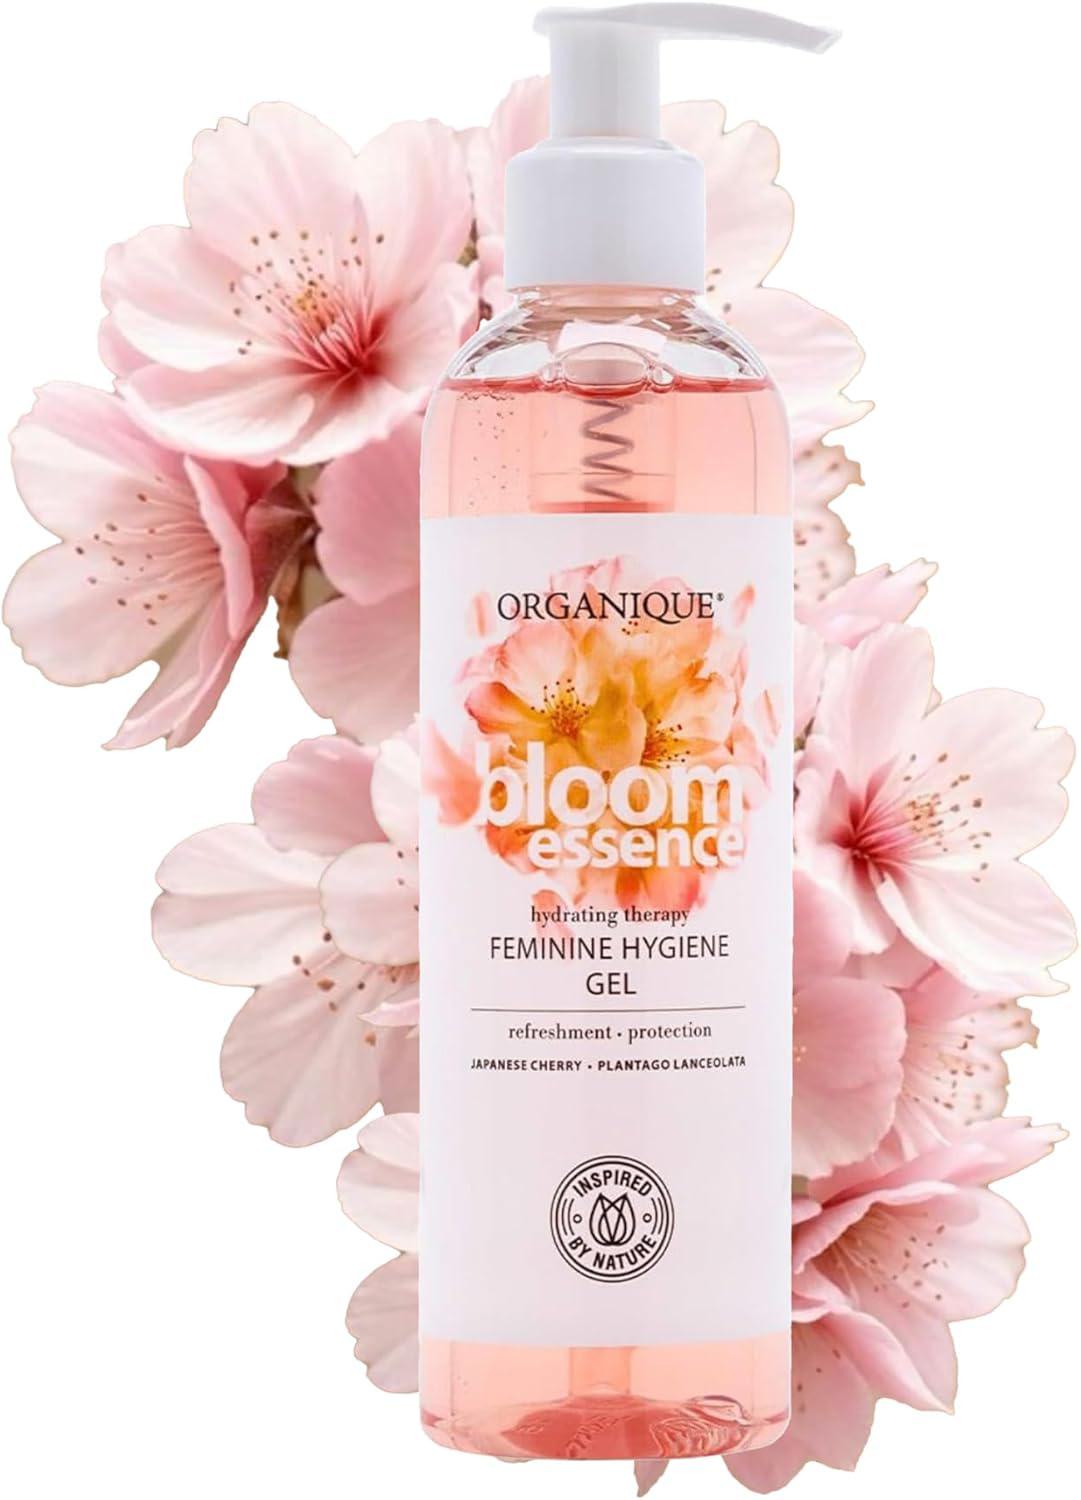 ORGANIQUE®
bloom
essence
hydrating therapy
FEMININE HYGIENE
GEL
refreshment • protection
JAPANESE CHERRY • PLANTAGO LANCEOLATA
INSPIRED
BY NATURE